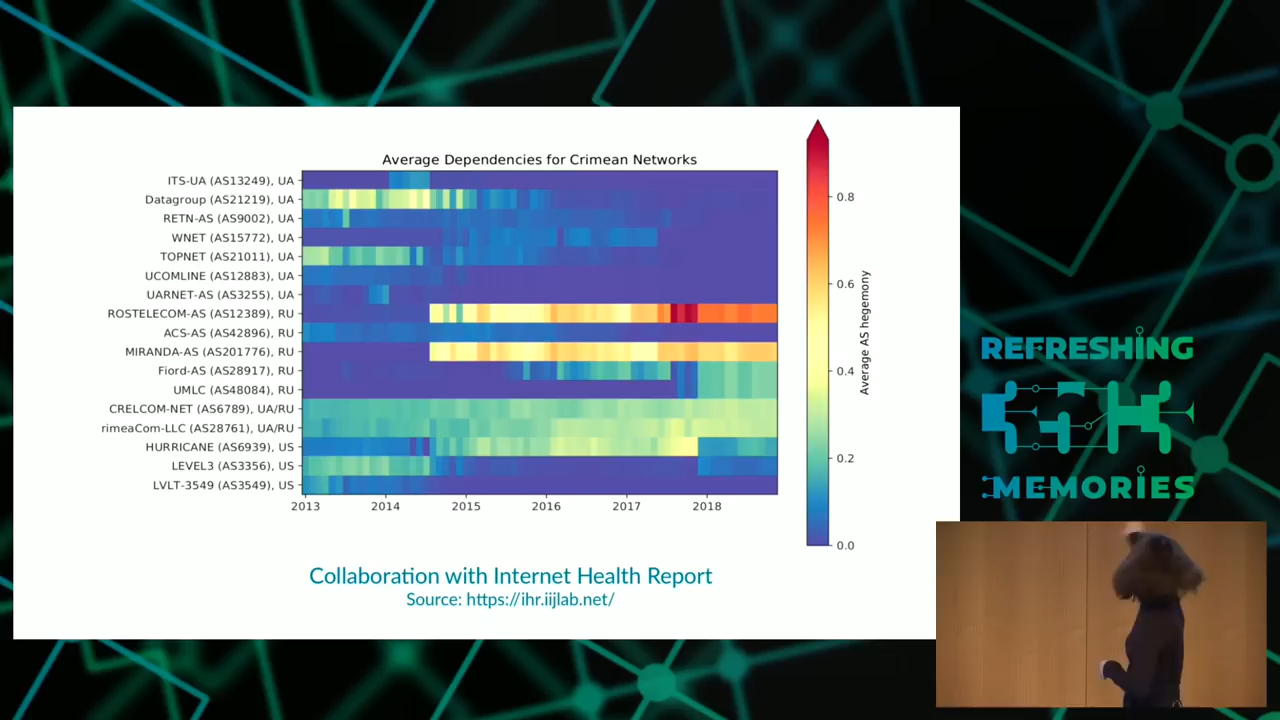 Average Dependencies for Crimean Networks
ITS-UA (AS13249), UA
Datagroup (AS21219), UA
RETN-AS (AS9002), UA
WNET (AS15772), UA
TOPNET (AS21011), UA
UCOMLINE (AS12883), UA
UARNET-AS (AS3255), UA
ROSTELECOM-AS (AS12389), RU
ACS-AS (AS42896), RU
MIRANDA-AS (AS201776), RU
Fiord-AS (AS28917), RU
UMLC (AS48084), RU
CRELCOM-NET (AS6789), UA/RU
rimeaCom-LLC (AS28761), UA/RU
HURRICANE (AS6939), US
LEVEL3 (AS3356), US
LVLT-3549 (AS3549), US
2013 2014 2015 2016 2017 2018
0.8
0.6
0.4
0.2
0.0
Average AS hegemony
Collaboration with Internet Health Report
Source: https://ihr.iijlab.net/
REFRESHING
MEMORIES